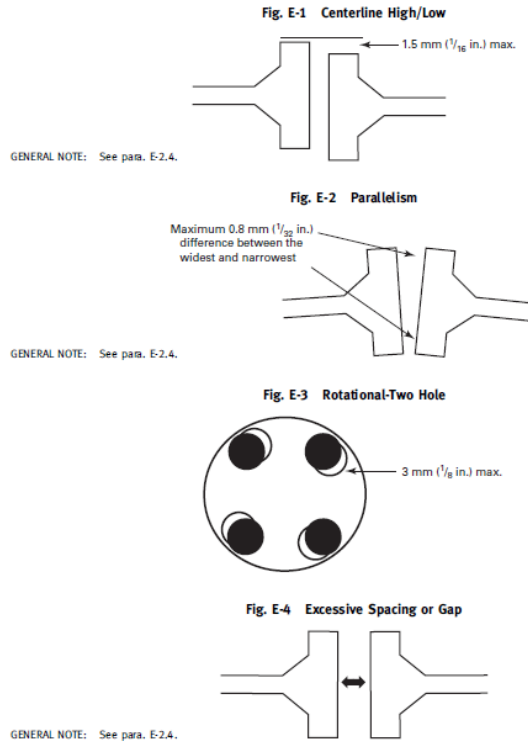 Fig. E-1 Centerline High/Low
1.5 mm (1/16 in.) max.
GENERAL NOTE: See para. E-2.4.
Fig. E-2 Parallelism
Maximum 0.8 mm (1/32 in.)
difference between the
widest and narrowest
GENERAL NOTE: See para. E-2.4.
Fig. E-3 Rotational-Two Hole
3 mm (1/8 in.) max.
Fig. E-4 Excessive Spacing or Gap
GENERAL NOTE: See para. E-2.4.